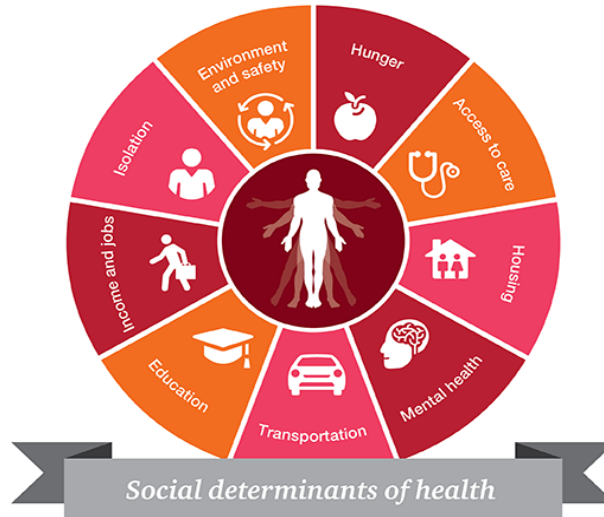 Hunger
Access to care
Housing
Mental health
Transportation
Education
Income and jobs
Isolation
Environment
and safety
Social determinants of health